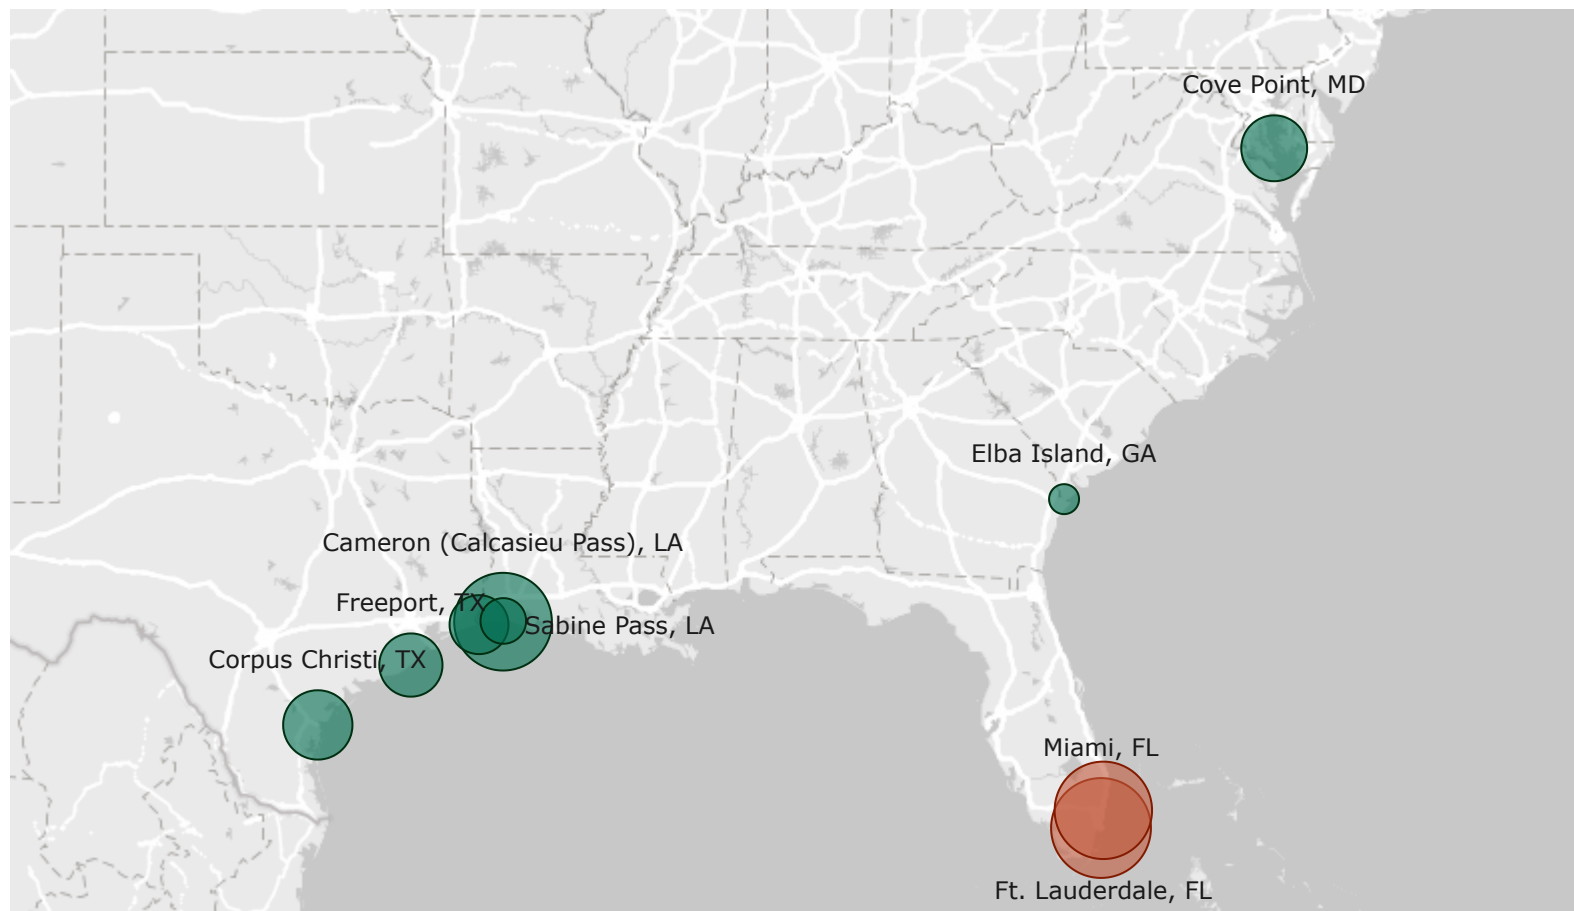 Cove Point, MD
Elba Island, GA
Cameron (Calcasieu Pass), LA
Freeport, TX
Sabine Pass, LA
Corpus Christi, TX
Miami, FL
Ft. Lauderdale, FL